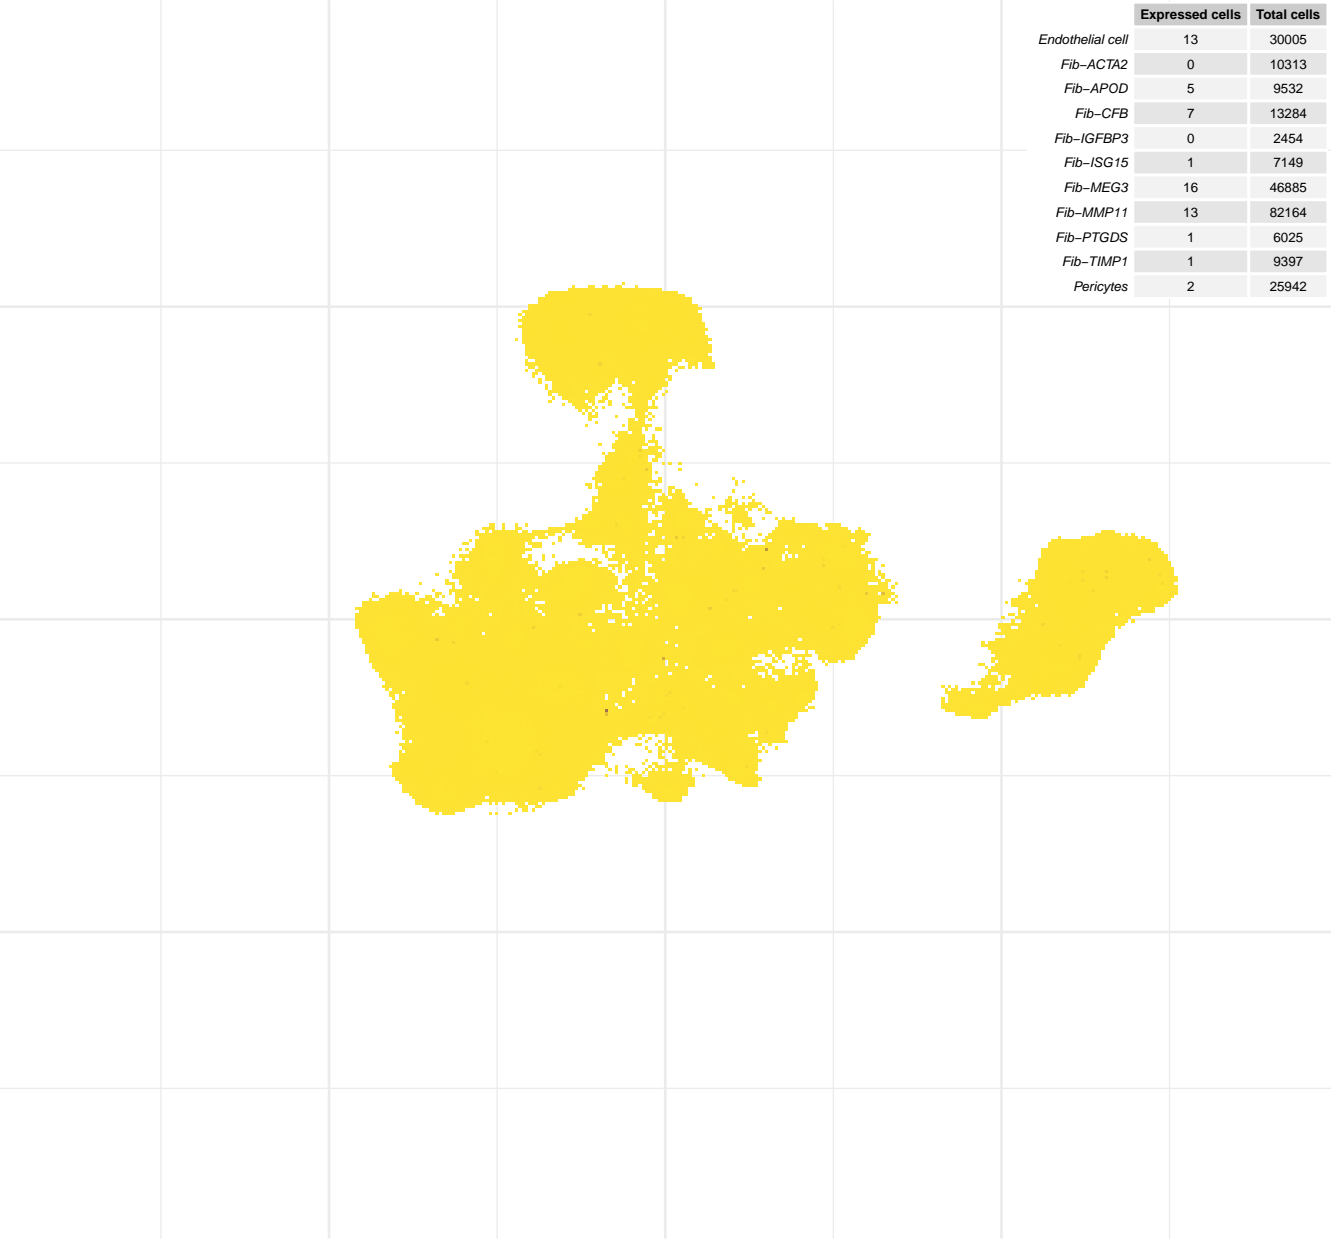 Expressed cells Total cells
Endothelial cell 13 30005
Fib−ACTA2 0 10313
Fib−APOD 5 9532
Fib−CFB 7 13284
Fib−IGFBP3 0 2454
Fib−ISG15 1 7149
Fib−MEG3 16 46885
Fib−MMP11 13 82164
Fib−PTGDS 1 6025
Fib−TIMP1 1 9397
Pericytes 2 25942